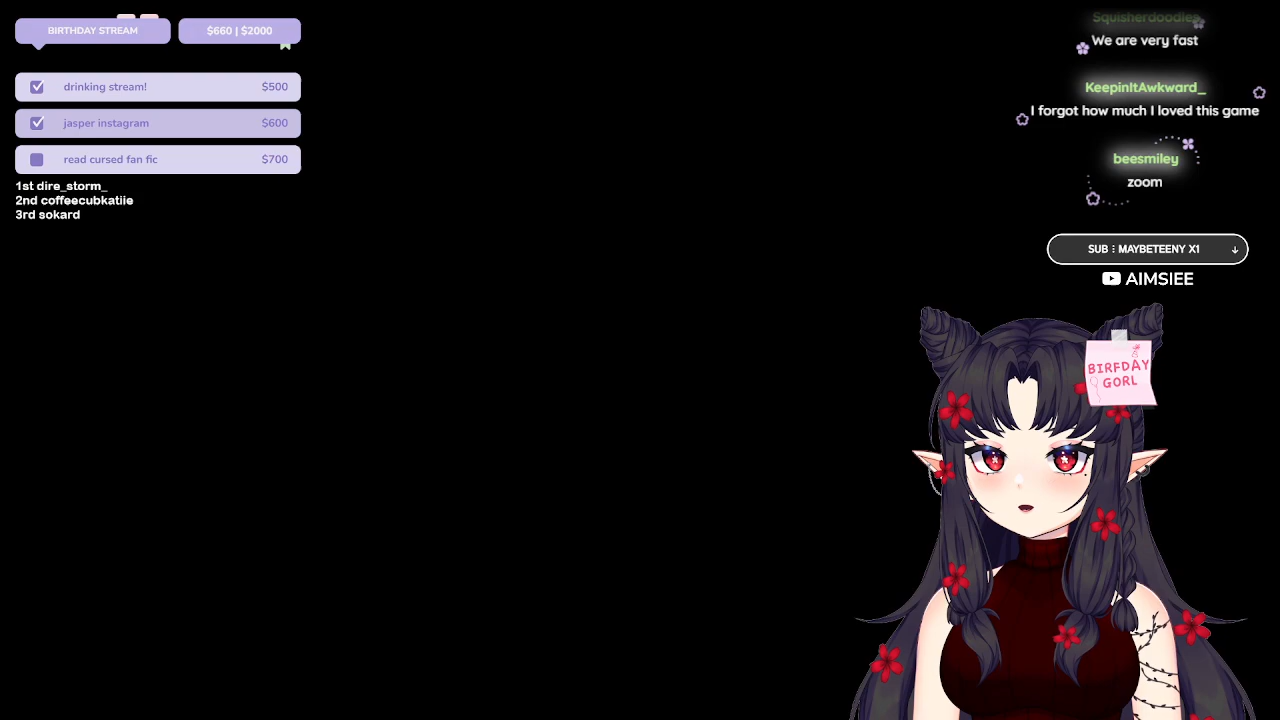 BIRTHDAY STREAM
$660 | $2000
drinking stream! $500
jasper instagram $600
read cursed fan fic $700
1st dire_storm_
2nd coffeecubkatiie
3rd sokard
Squisherdoodles
We are very fast
KeepinItAwkward_
I forgot how much I loved this game
beesmiley
zoom
SUB : MAYBETEENY X1
AIMSIEE
BIRFDAY
GORL